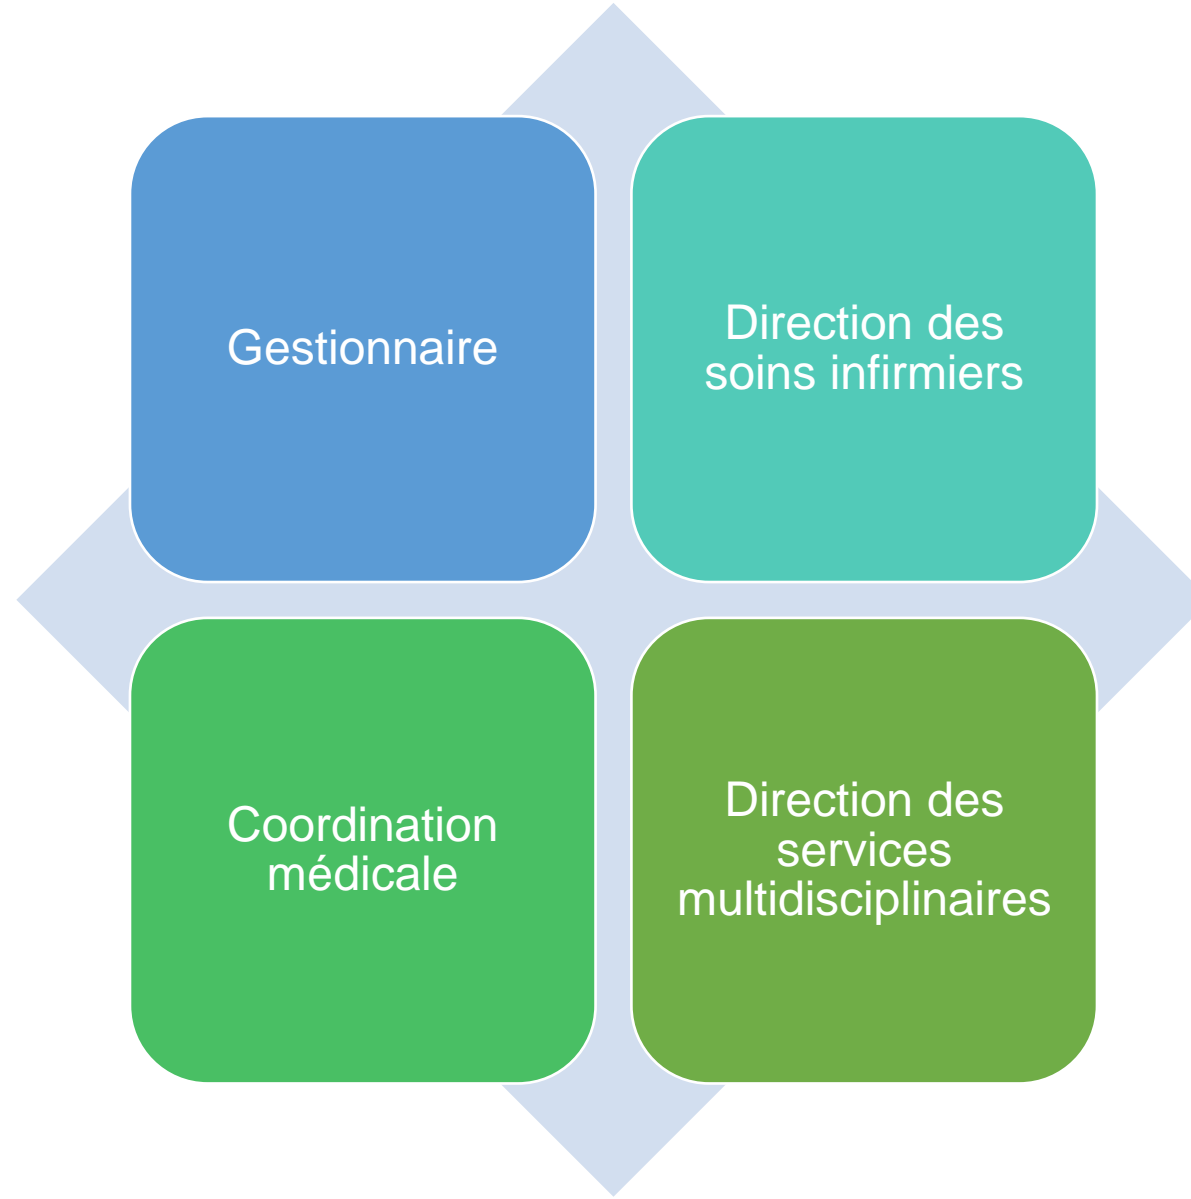 Gestionnaire
Direction des
soins infirmiers
Coordination
médicale
Direction des
services
multidisciplinaires